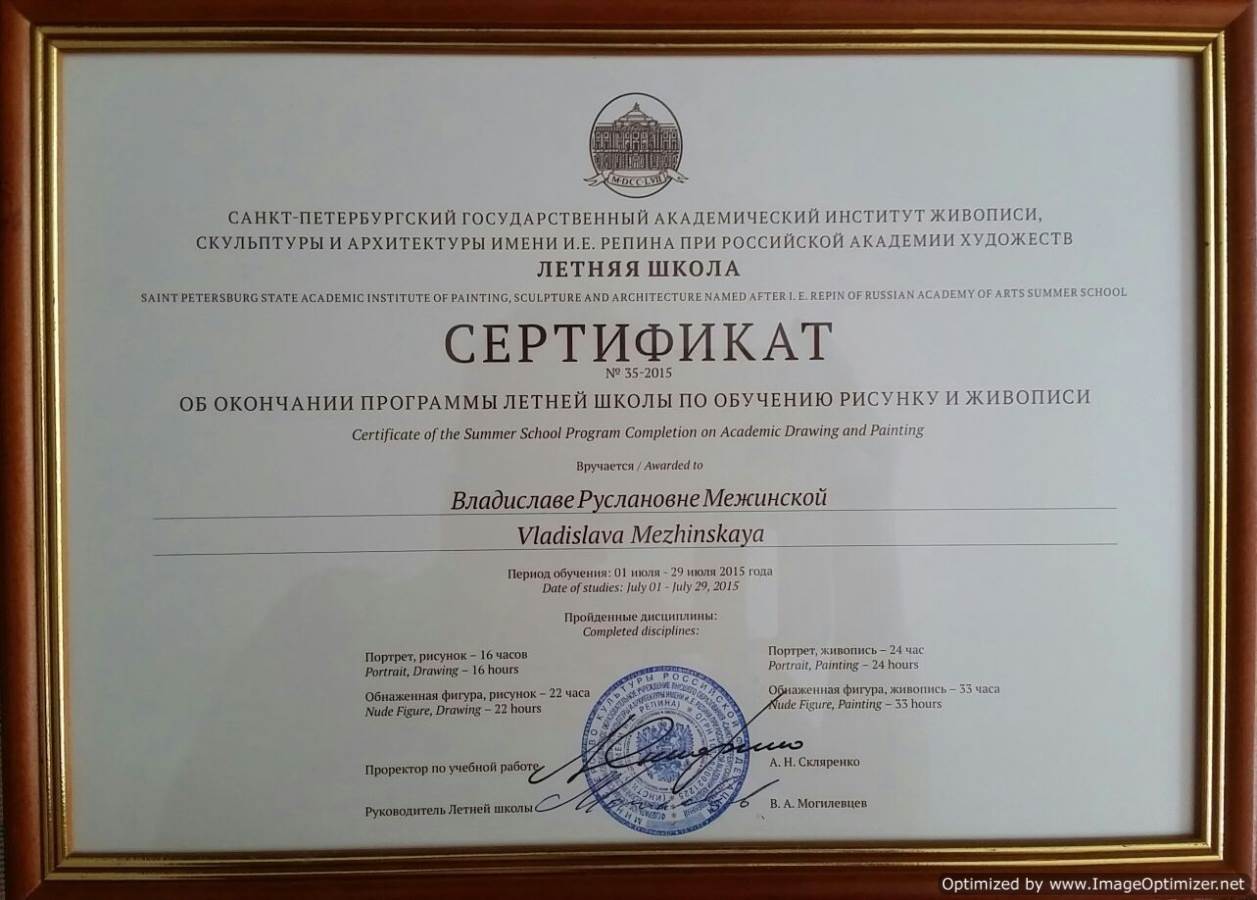 MDCCLVII
САНКТ-ПЕТЕРБУРГСКИЙ ГОСУДАРСТВЕННЫЙ АКАДЕМИЧЕСКИЙ ИНСТИТУТ ЖИВОПИСИ,
СКУЛЬПТУРЫ И АРХИТЕКТУРЫ ИМЕНИ И.Е. РЕПИНА ПРИ РОССИЙСКОЙ АКАДЕМИИ ХУДОЖЕСТВ
ЛЕТНЯЯ ШКОЛА
SAINT PETERSBURG STATE ACADEMIC INSTITUTE OF PAINTING, SCULPTURE AND ARCHITECTURE NAMED AFTER I. E. REPIN OF RUSSIAN ACADEMY OF ARTS SUMMER SCHOOL
СЕРТИФИКАТ
№ 35-2015
ОБ ОКОНЧАНИИ ПРОГРАММЫ ЛЕТНЕЙ ШКОЛЫ ПО ОБУЧЕНИЮ РИСУНКУ И ЖИВОПИСИ
Certificate of the Summer School Program Completion on Academic Drawing and Painting
Вручается / Awarded to
Владиславе Руслановне Межинской
Vladislava Mezhinskaya
Период обучения: 01 июля - 29 июля 2015 года
Date of studies: July 01 - July 29, 2015
Пройденные дисциплины:
Completed disciplines:
Портрет, рисунок – 16 часов
Portrait, Drawing – 16 hours
Обнаженная фигура, рисунок – 22 часа
Nude Figure, Drawing – 22 hours
Портрет, живопись – 24 час
Portrait, Painting – 24 hours
Обнаженная фигура, живопись – 33 часа
Nude Figure, Painting – 33 hours
Проректор по учебной работе
А. Н. Скляренко
Руководитель Летней школы
В. А. Могилевцев
Optimized by www.ImageOptimizer.net